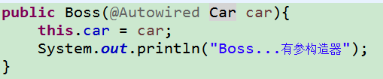 public Boss(@Autowired Car car){
this.car = car;
System.out.println("Boss...有参构造器");
}